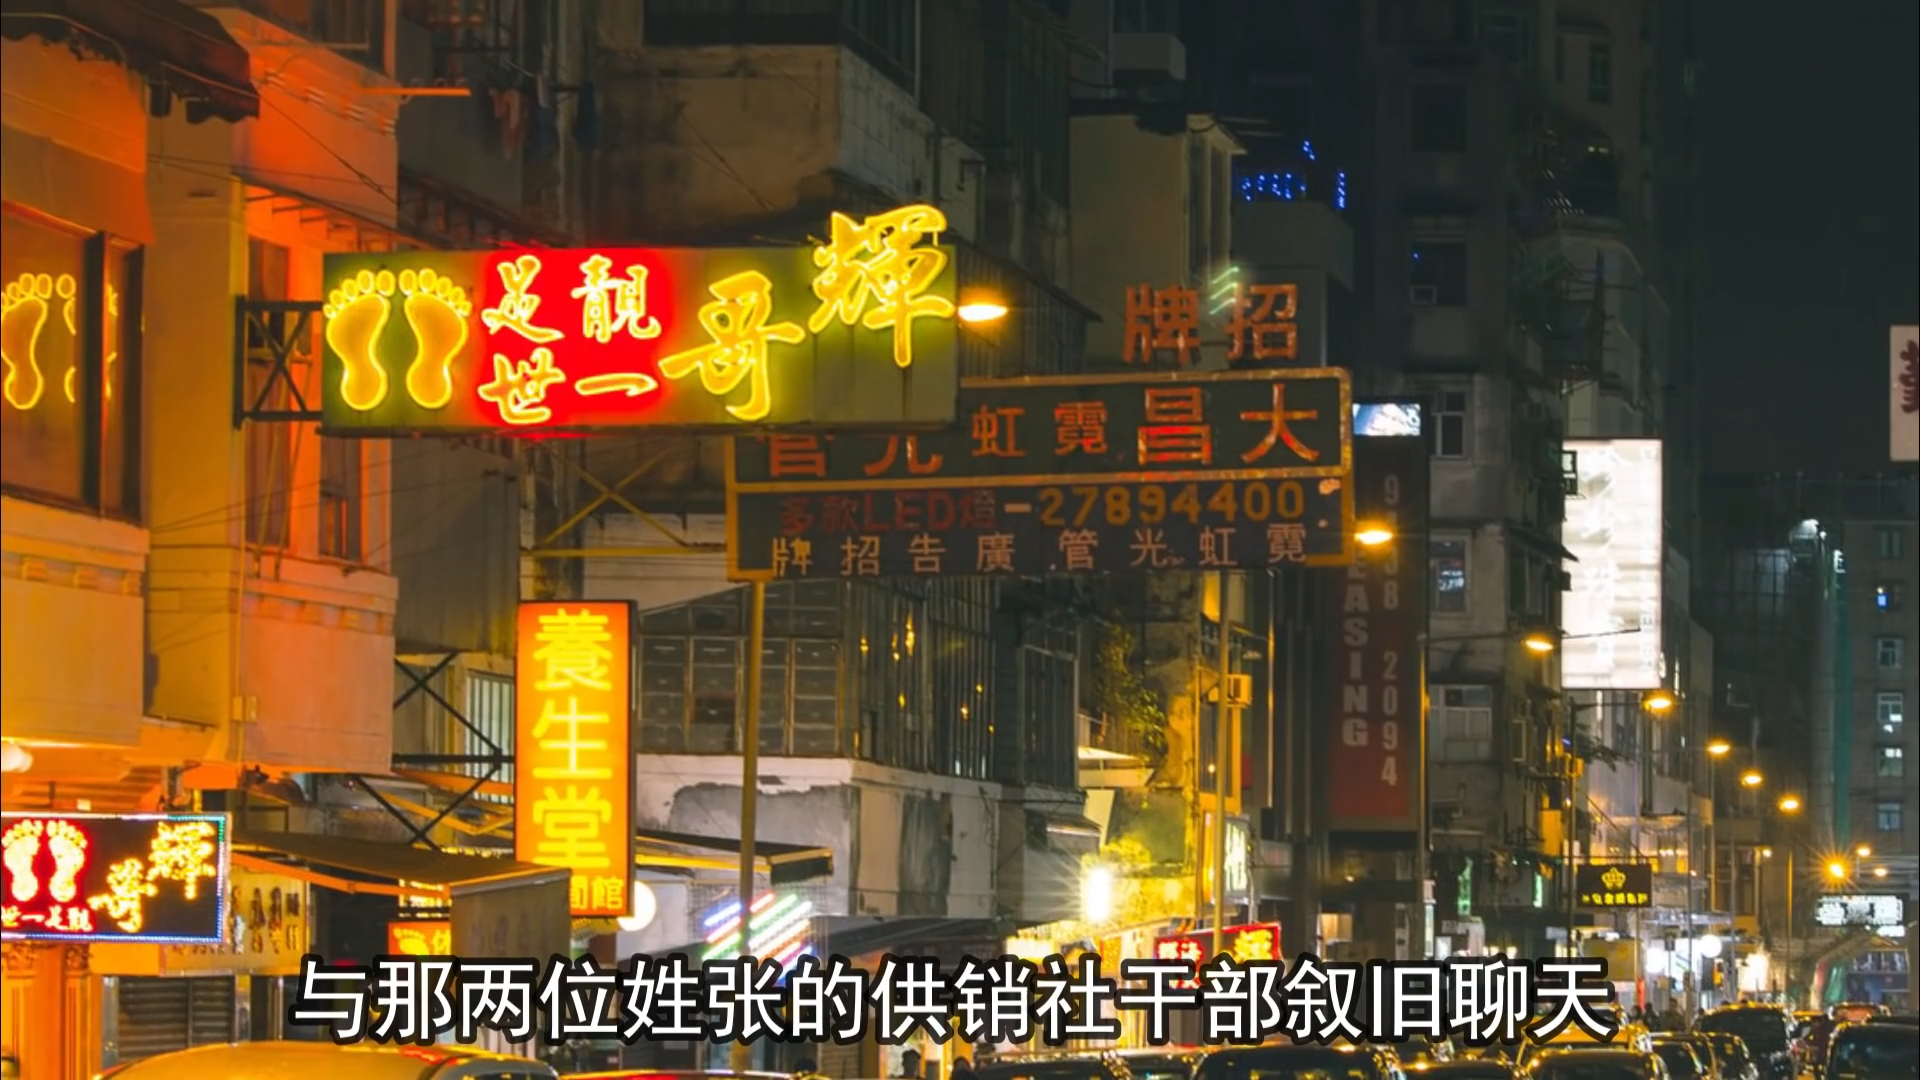 輝哥
靚足
一世
招牌
大昌霓虹光管
多款LED燈-27894400
霓虹光管.廣告招牌
養生堂
EASING
2094
輝哥
靚足一世
与那两位姓张的供销社干部叙旧聊天